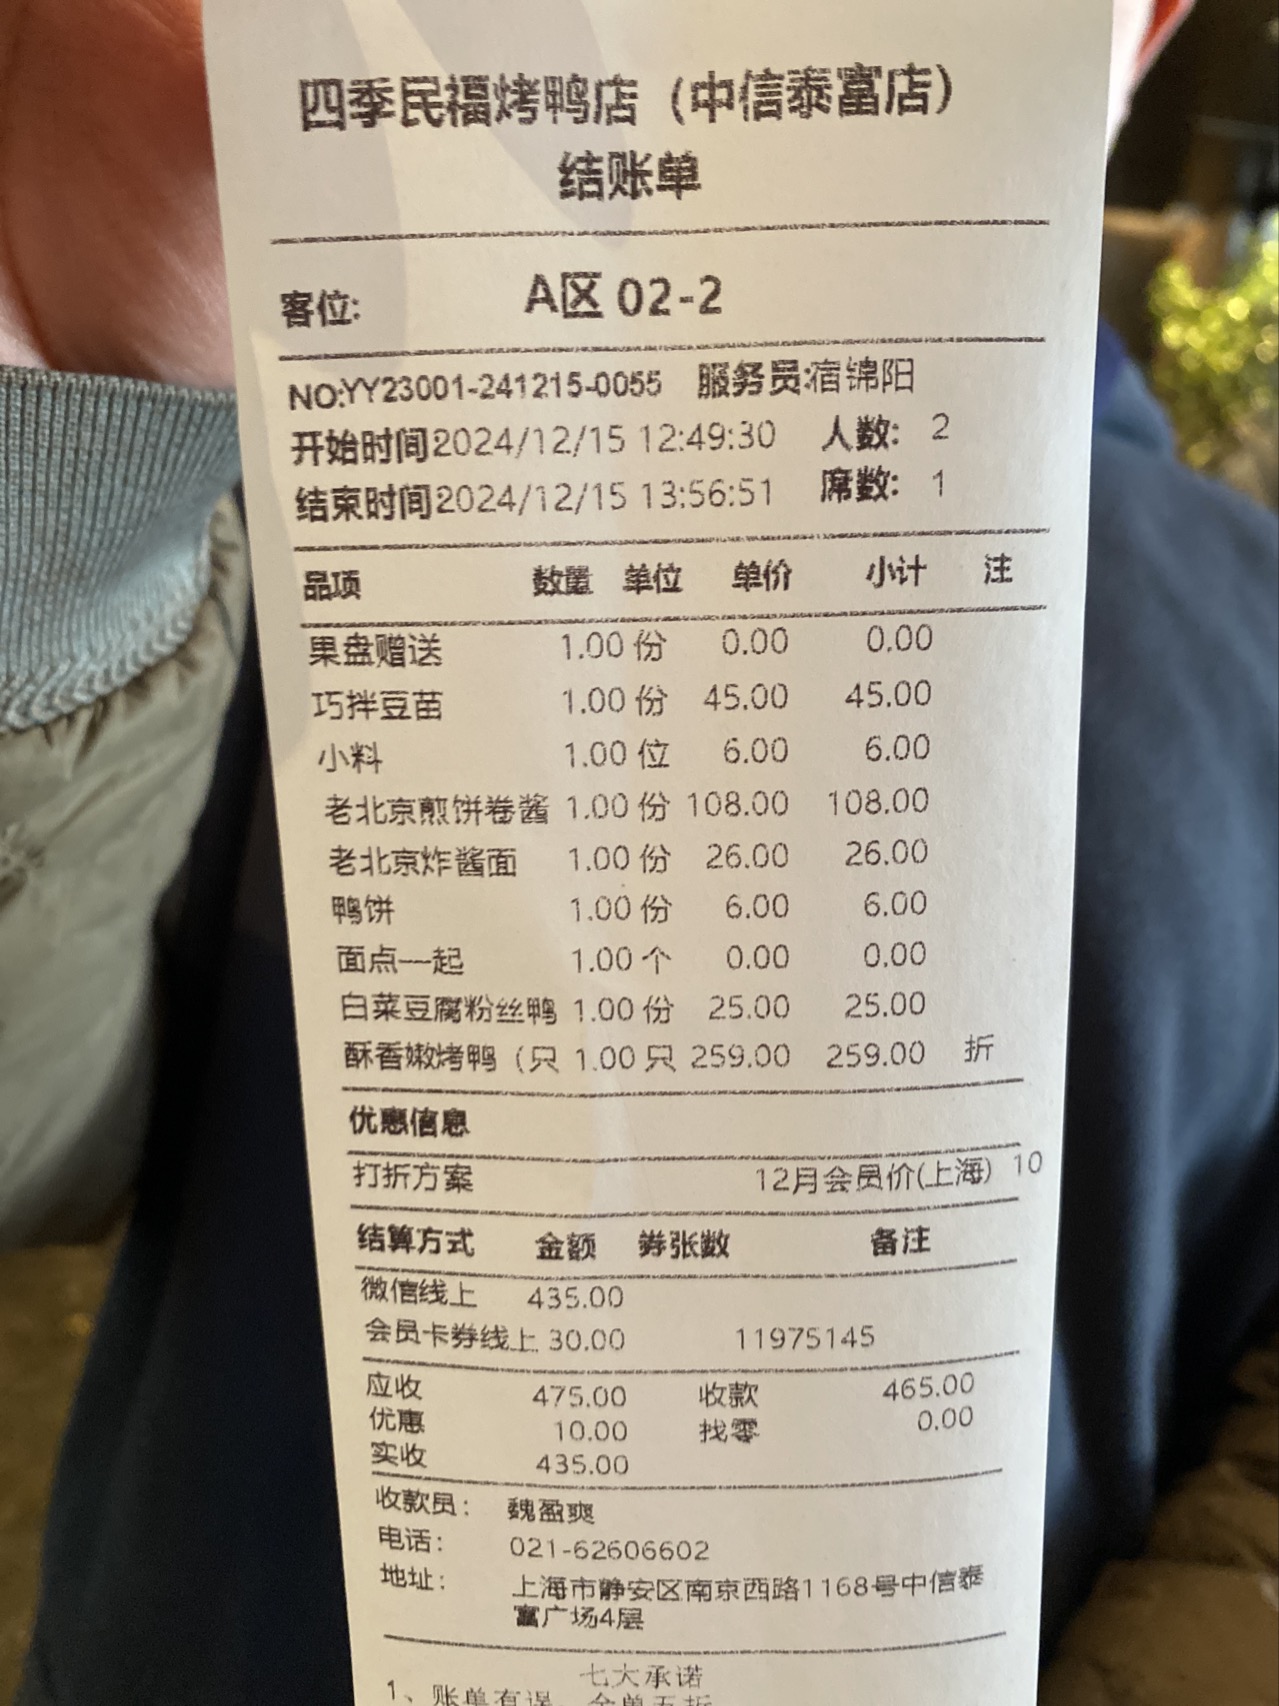 四季民福烤鸭店（中信泰富店）
结账单
客位: A区 02-2
NO:YY23001-241215-0055 服务员:宿锦阳
开始时间2024/12/15 12:49:30 人数: 2
结束时间2024/12/15 13:56:51 席数: 1
品项 数量 单位 单价 小计 注
果盘赠送 1.00 份 0.00 0.00
巧拌豆苗 1.00 份 45.00 45.00
小料 1.00 位 6.00 6.00
老北京煎饼卷酱 1.00 份 108.00 108.00
老北京炸酱面 1.00 份 26.00 26.00
鸭饼 1.00 份 6.00 6.00
面点一起 1.00 个 0.00 0.00
白菜豆腐粉丝鸭 1.00 份 25.00 25.00
酥香嫩烤鸭（只 1.00 只 259.00 259.00 折
优惠信息
打折方案 12月会员价(上海) 10
结算方式 金额 券张数 备注
微信线上 435.00
会员卡券线上 30.00 11975145
应收 475.00 收款 465.00
优惠 10.00 找零 0.00
实收 435.00
收款员: 魏盈爽
电话: 021-62606602
地址: 上海市静安区南京西路1168号中信泰
富广场4层
七大承诺
1、账单有误，全单五折